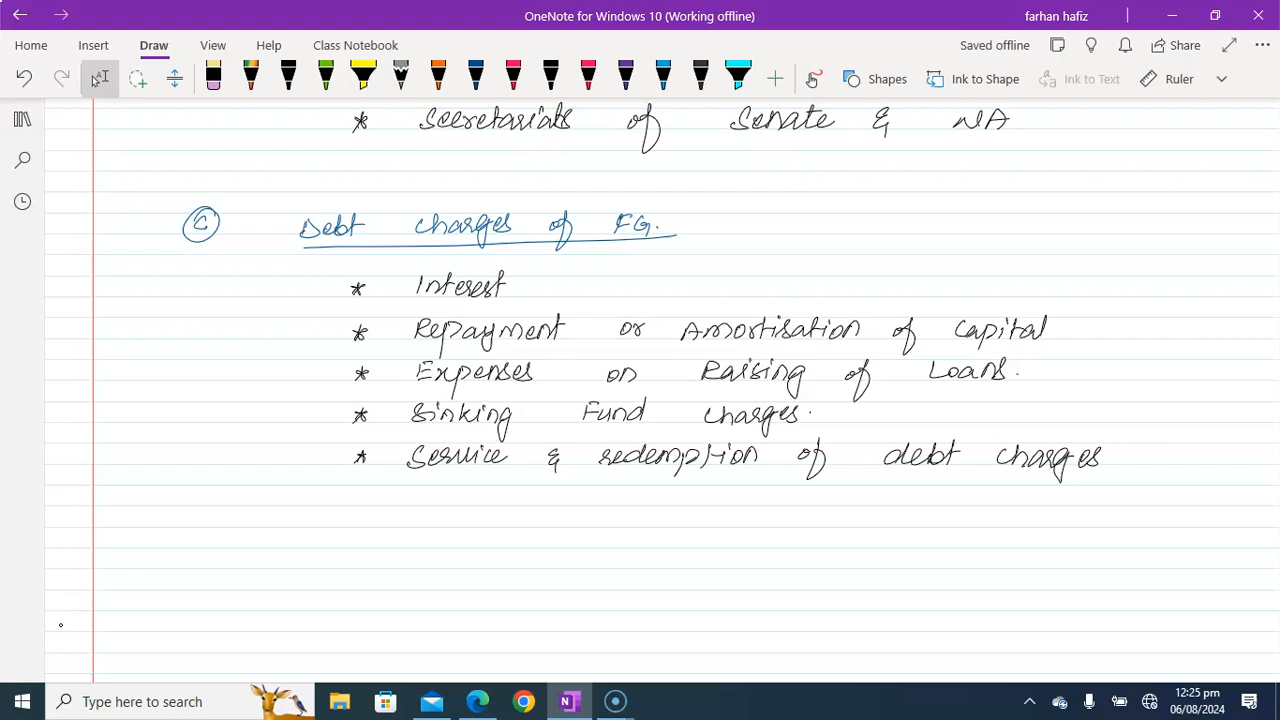 OneNote for Windows 10 (Working offline)
farhan hafiz
Home Insert Draw View Help Class Notebook
Saved offline Share
Shapes Ink to Shape Ink to Text Ruler
* Secretariats of Senate & NA
C Debt charges of FG.
* Interest
* Repayment or Amortisation of Capital
* Expenses on Raising of Loans.
* Sinking Fund charges.
* Service & redemption of debt charges
Type here to search
12:25 pm
06/08/2024